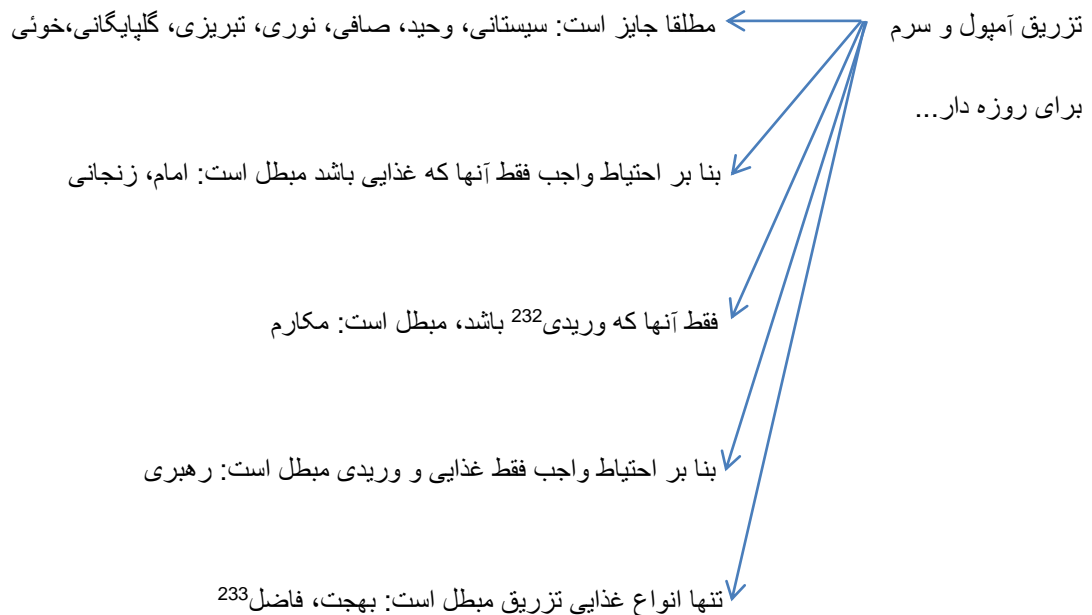 تزریق آمپول و سرم
برای روزه دار...
مطلقا جایز است: سیستانی، وحید، صافی، نوری، تبریزی، گلپایگانی،خوئی
بنا بر احتیاط واجب فقط آنها که غذایی باشد مبطل است: امام، زنجانی
فقط آنها که وریدی232 باشد، مبطل است: مکارم
بنا بر احتیاط واجب فقط غذایی و وریدی مبطل است: رهبری
تنها انواع غذایی تزریق مبطل است: بهجت، فاضل233